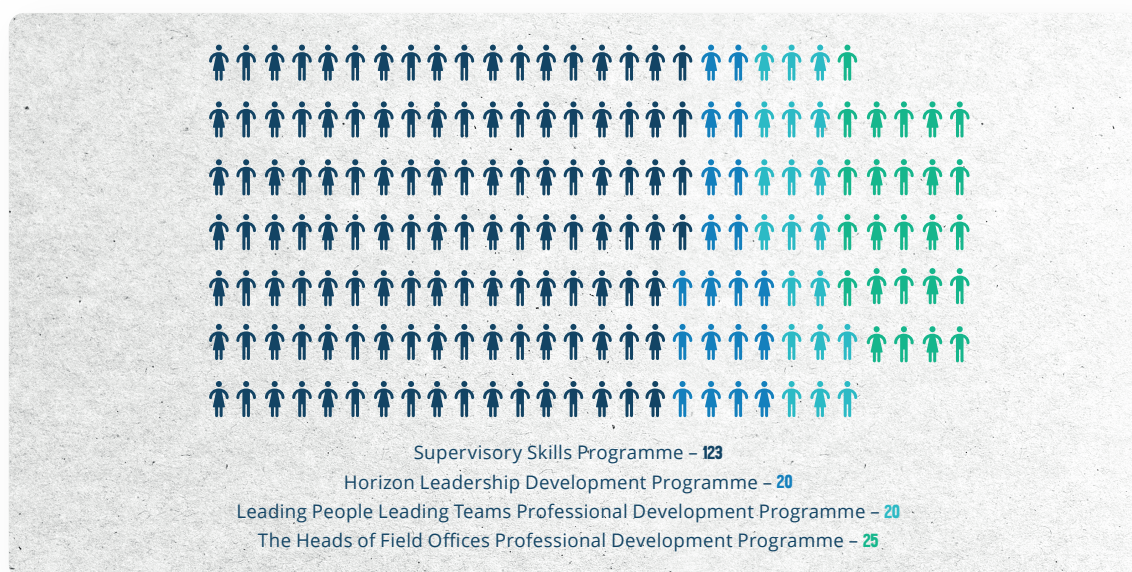 Supervisory Skills Programme – 123
Horizon Leadership Development Programme – 20
Leading People Leading Teams Professional Development Programme – 20
The Heads of Field Offices Professional Development Programme – 25